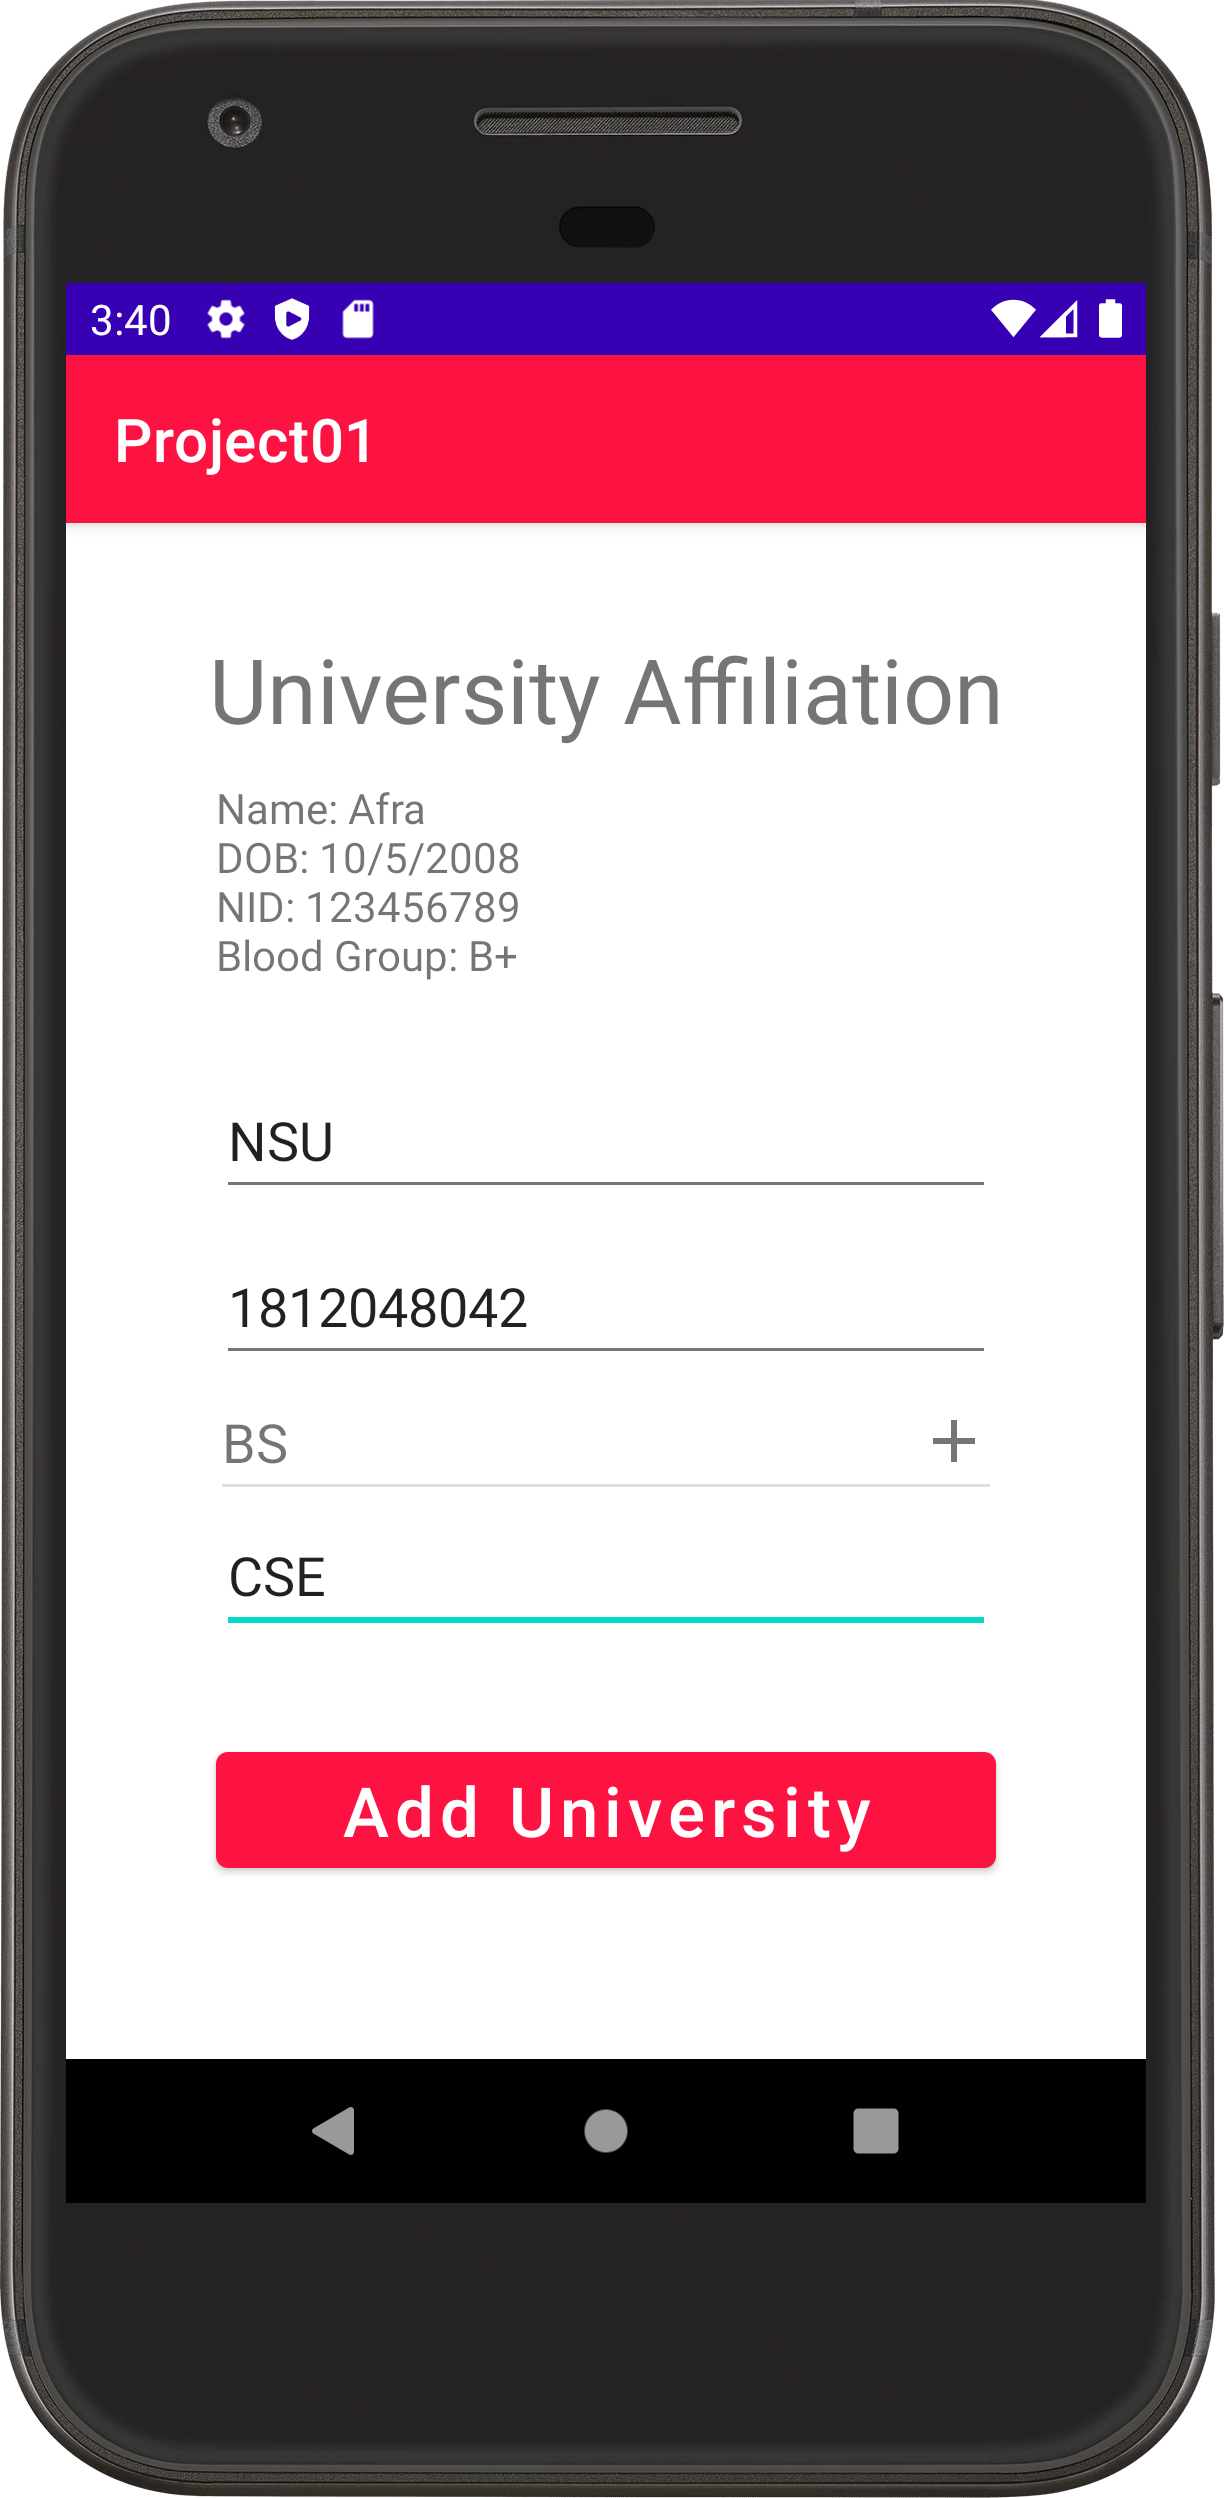 3:40
Project01
University Affiliation
Name: Afra
DOB: 10/5/2008
NID: 123456789
Blood Group: B+
NSU
1812048042
BS
CSE
Add University